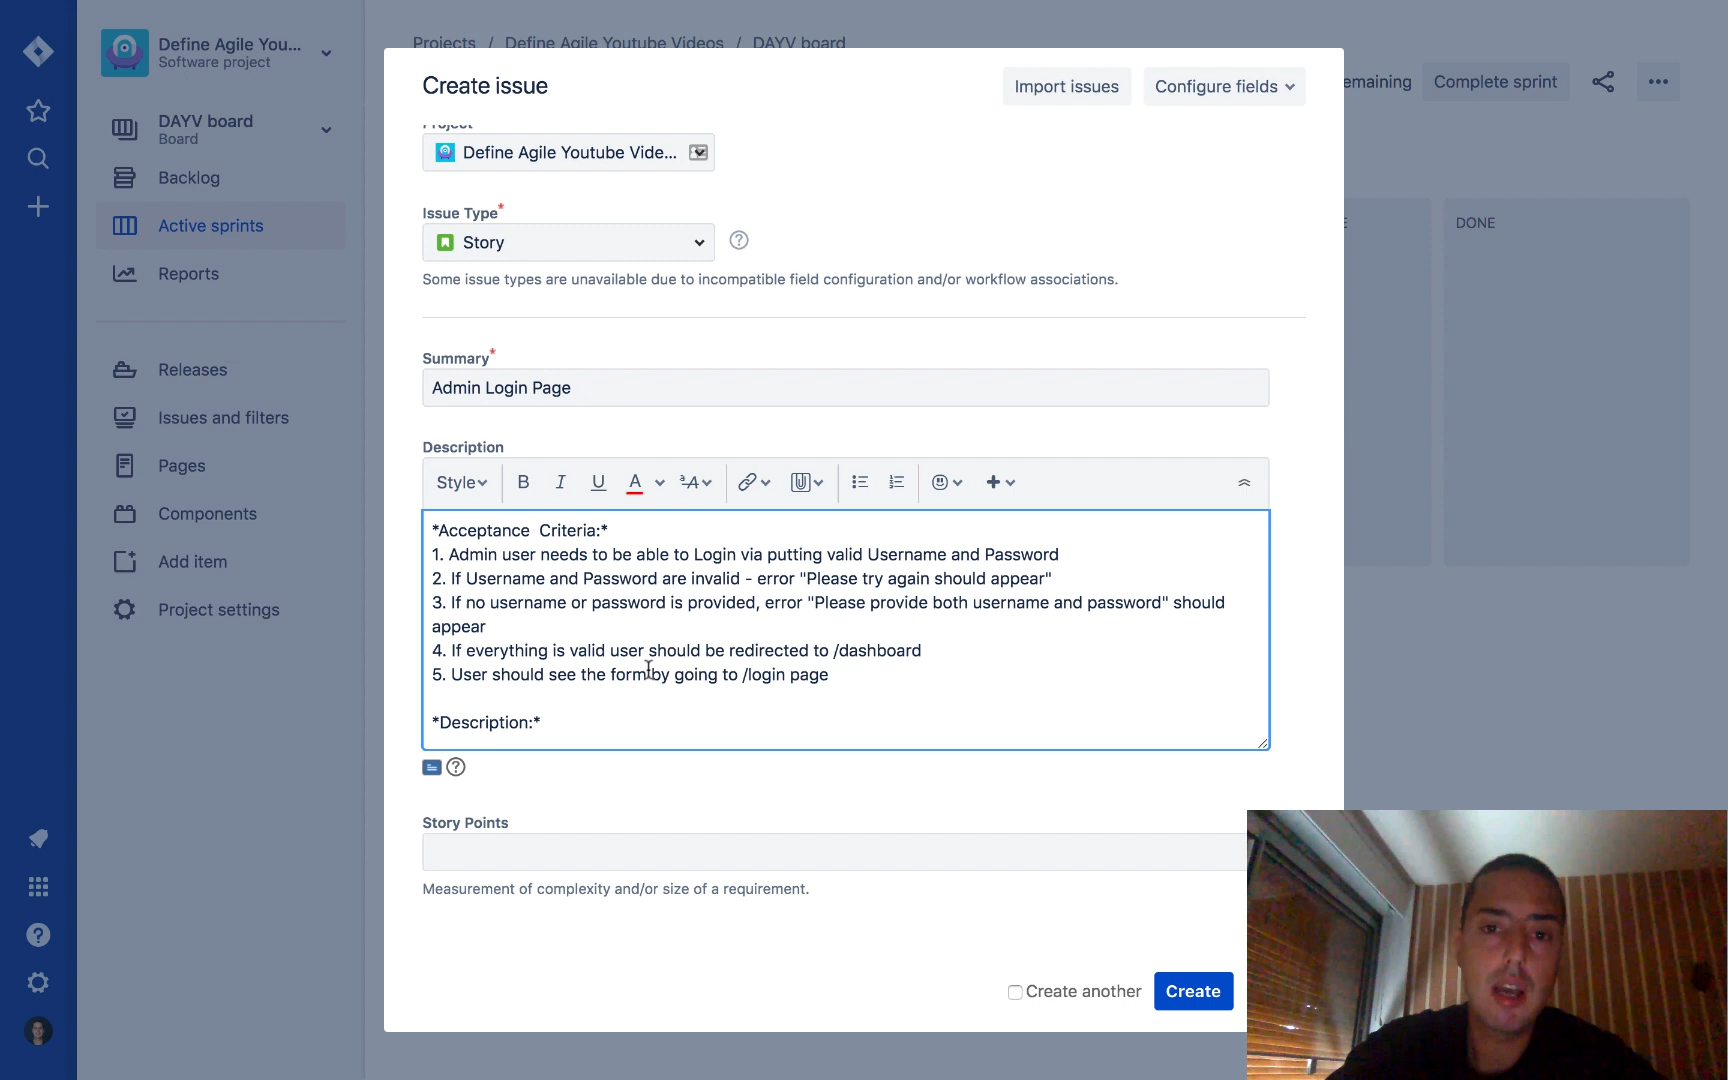 Define Agile You...
Software project
DAYV board
Board
Backlog
Active sprints
Reports
Releases
Issues and filters
Pages
Components
Add item
Project settings
Projects / Define Agile Youtube Videos / DAYV board
emaining
Complete sprint
DONE
Create issue
Import issues
Configure fields
Project
Define Agile Youtube Vide...
Issue Type*
Story
Some issue types are unavailable due to incompatible field configuration and/or workflow associations.
Summary*
Admin Login Page
Description
Style
*Acceptance  Criteria:*
1. Admin user needs to be able to Login via putting valid Username and Password
2. If Username and Password are invalid - error "Please try again should appear"
3. If no username or password is provided, error "Please provide both username and password" should
appear
4. If everything is valid user should be redirected to /dashboard
5. User should see the form by going to /login page
*Description:*
Story Points
Measurement of complexity and/or size of a requirement.
Create another
Create